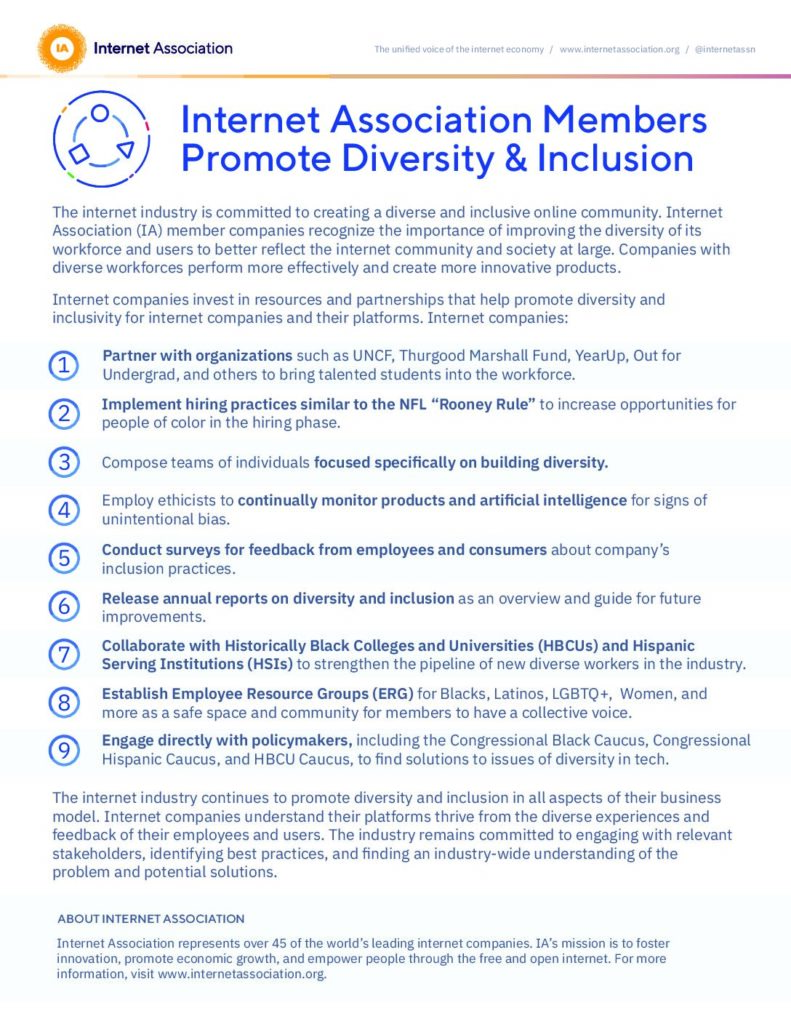 IA Internet Association
The unified voice of the internet economy / www.internetassociation.org / @internetassn
Internet Association Members
Promote Diversity & Inclusion
The internet industry is committed to creating a diverse and inclusive online community. Internet
Association (IA) member companies recognize the importance of improving the diversity of its
workforce and users to better reflect the internet community and society at large. Companies with
diverse workforces perform more effectively and create more innovative products.
Internet companies invest in resources and partnerships that help promote diversity and
inclusivity for internet companies and their platforms. Internet companies:
1 Partner with organizations such as UNCF, Thurgood Marshall Fund, YearUp, Out for
Undergrad, and others to bring talented students into the workforce.
2 Implement hiring practices similar to the NFL “Rooney Rule” to increase opportunities for
people of color in the hiring phase.
3 Compose teams of individuals focused specifically on building diversity.
4 Employ ethicists to continually monitor products and artificial intelligence for signs of
unintentional bias.
5 Conduct surveys for feedback from employees and consumers about company’s
inclusion practices.
6 Release annual reports on diversity and inclusion as an overview and guide for future
improvements.
7 Collaborate with Historically Black Colleges and Universities (HBCUs) and Hispanic
Serving Institutions (HSIs) to strengthen the pipeline of new diverse workers in the industry.
8 Establish Employee Resource Groups (ERG) for Blacks, Latinos, LGBTQ+, Women, and
more as a safe space and community for members to have a collective voice.
9 Engage directly with policymakers, including the Congressional Black Caucus, Congressional
Hispanic Caucus, and HBCU Caucus, to find solutions to issues of diversity in tech.
The internet industry continues to promote diversity and inclusion in all aspects of their business
model. Internet companies understand their platforms thrive from the diverse experiences and
feedback of their employees and users. The industry remains committed to engaging with relevant
stakeholders, identifying best practices, and finding an industry-wide understanding of the
problem and potential solutions.
ABOUT INTERNET ASSOCIATION
Internet Association represents over 45 of the world’s leading internet companies. IA’s mission is to foster
innovation, promote economic growth, and empower people through the free and open internet. For more
information, visit www.internetassociation.org.